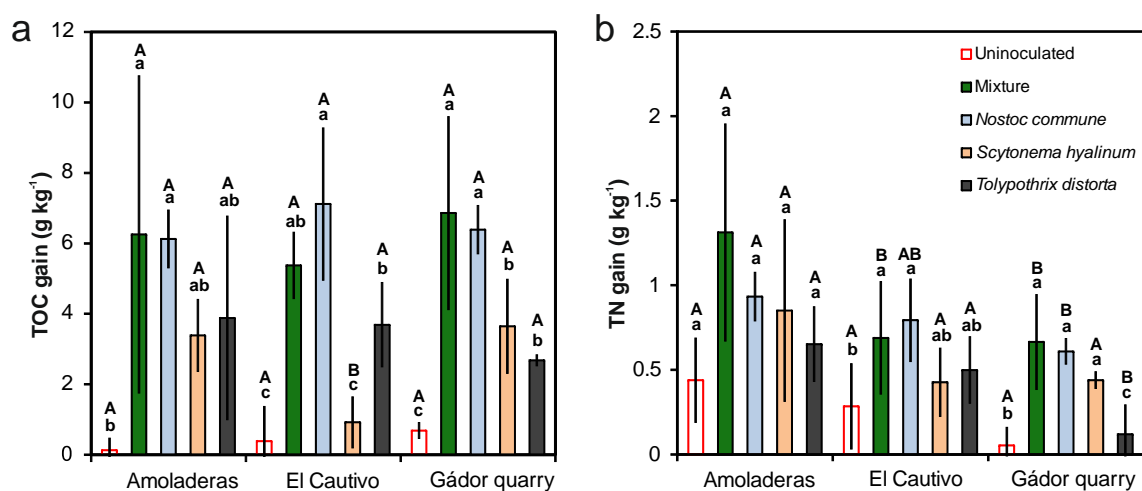 a
TOC gain (g kg-1)
12
10
8
6
4
2
0
A
b
A
a
A
a
A
ab
A
ab
A
c
A
ab
A
a
B
c
A
b
A
c
A
a
A
a
A
b
A
b
Amoladeras
El Cautivo
Gádor quarry
b
TN gain (g kg-1)
2.5
2
1.5
1
0.5
0
Uninoculated
Mixture
Nostoc commune
Scytonema hyalinum
Tolypothrix distorta
A
a
A
a
A
a
A
a
A
a
A
b
B
a
AB
a
A
ab
A
ab
A
b
B
a
B
a
A
a
B
c
Amoladeras
El Cautivo
Gádor quarry